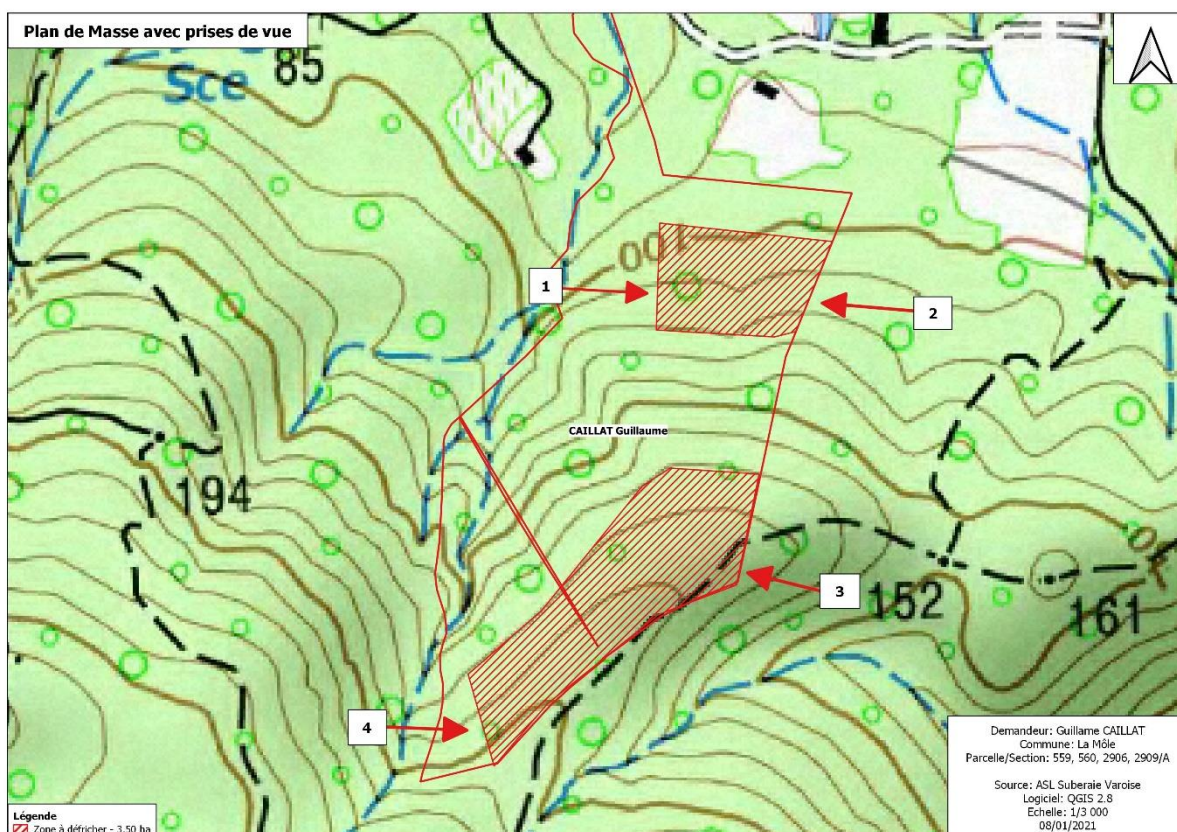 Plan de Masse avec prises de vue
Sce
85
100
1
2
CAILLAT Guillaume
194
3
152
161
4
Demandeur: Guillame CAILLAT
Commune: La Môle
Parcelle/Section: 559, 560, 2906, 2909/A
Source: ASL Suberaie Varoise
Logiciel: QGIS 2.8
Echelle: 1/3 000
08/01/2021
Légende
Zone à défricher - 3.50 ha